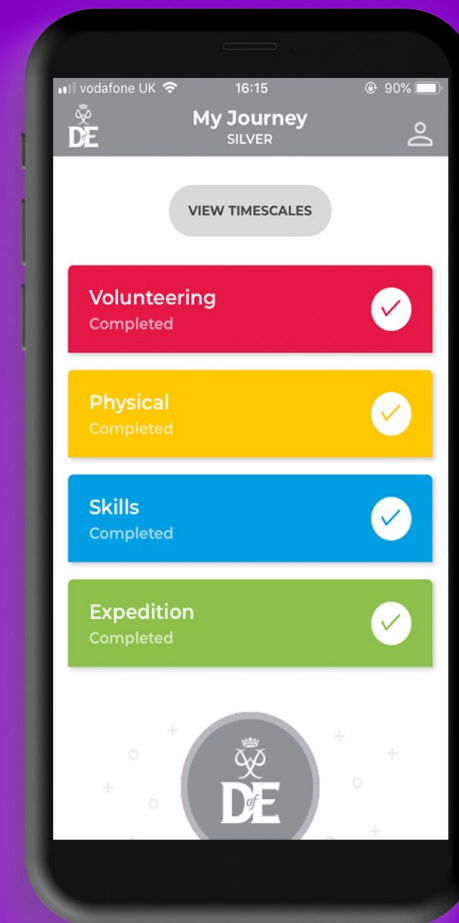 vodafone UK 16:15 90%
DE
My Journey
SILVER
VIEW TIMESCALES
Volunteering
Completed
Physical
Completed
Skills
Completed
Expedition
Completed
DofE